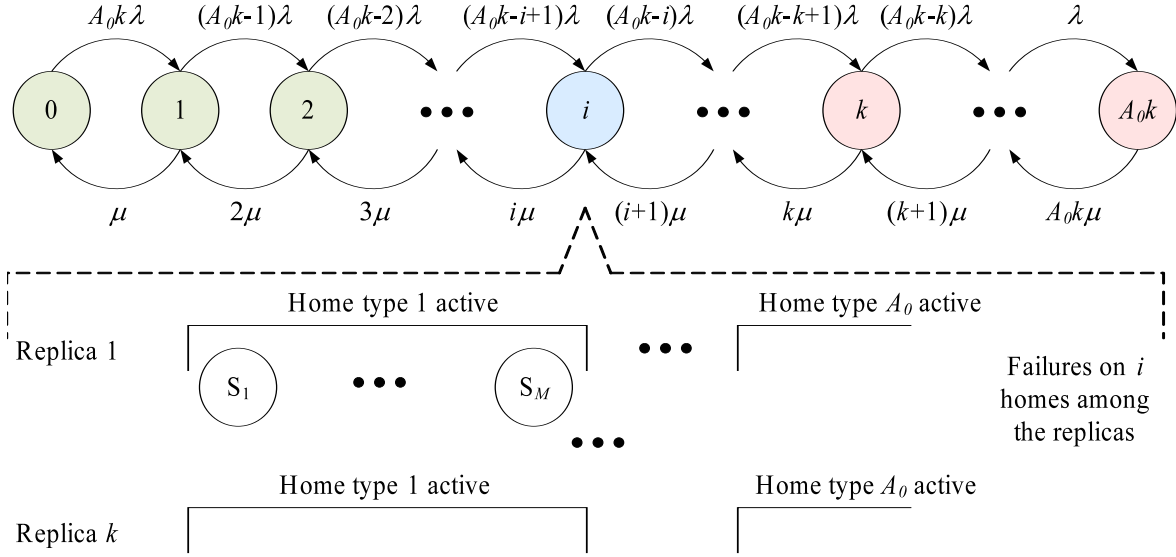 A₀kλ (A₀k-1)λ (A₀k-2)λ (A₀k-i+1)λ (A₀k-i)λ (A₀k-k+1)λ (A₀k-k)λ λ
0 1 2 ••• i ••• k ••• A₀k
μ 2μ 3μ iμ (i+1)μ kμ (k+1)μ A₀kμ
Home type 1 active Home type A₀ active
Replica 1 •••
S₁ ••• S_M
Failures on i
homes among
the replicas
•••
Home type 1 active Home type A₀ active
Replica k